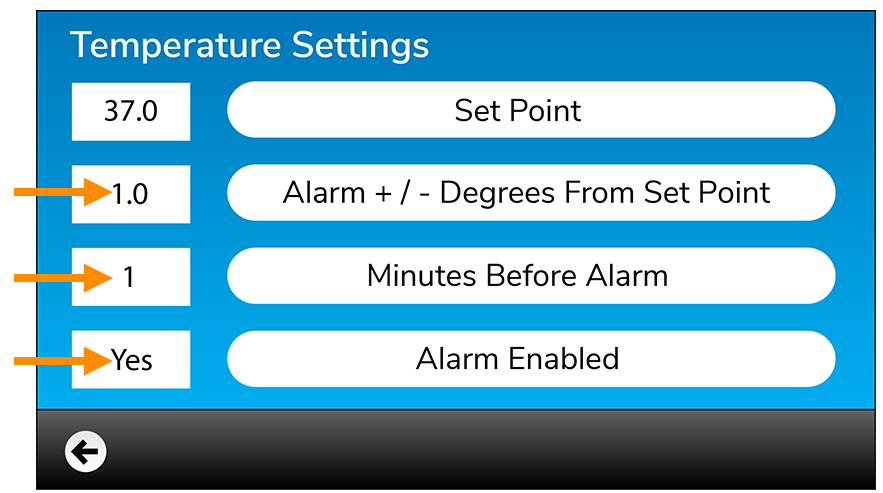 Temperature Settings
37.0 Set Point
1.0 Alarm + / - Degrees From Set Point
1 Minutes Before Alarm
Yes Alarm Enabled